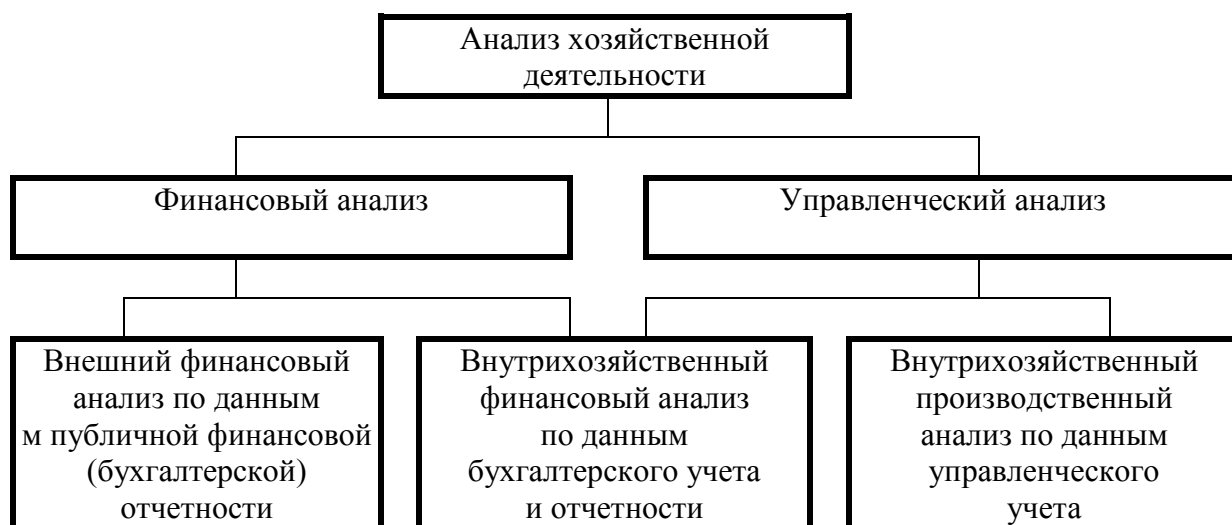 Анализ хозяйственной
деятельности
Финансовый анализ
Управленческий анализ
Внешний финансовый
анализ по данным
м публичной финансовой
(бухгалтерской)
отчетности
Внутрихозяйственный
финансовый анализ
по данным
бухгалтерского учета
и отчетности
Внутрихозяйственный
производственный
анализ по данным
управленческого
учета